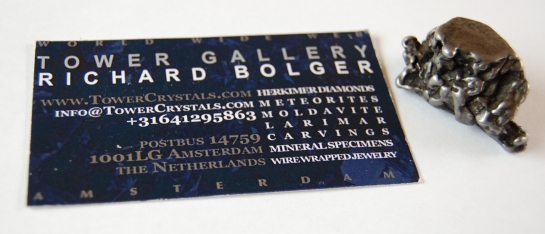 WORLD WIDE WEB
TOWER GALLERY
RICHARD BOLGER
WWW.TOWERCRYSTALS.COM
INFO@TOWERCRYSTALS.COM
+31641295863
POSTBUS 14759
1001LG AMSTERDAM
THE NETHERLANDS
HERKIMER DIAMONDS
METEORITES
MOLDAVITE
LARIMAR
CARVINGS
MINERAL SPECIMENS
WIRE WRAPPED JEWELRY
AMSTERDAM